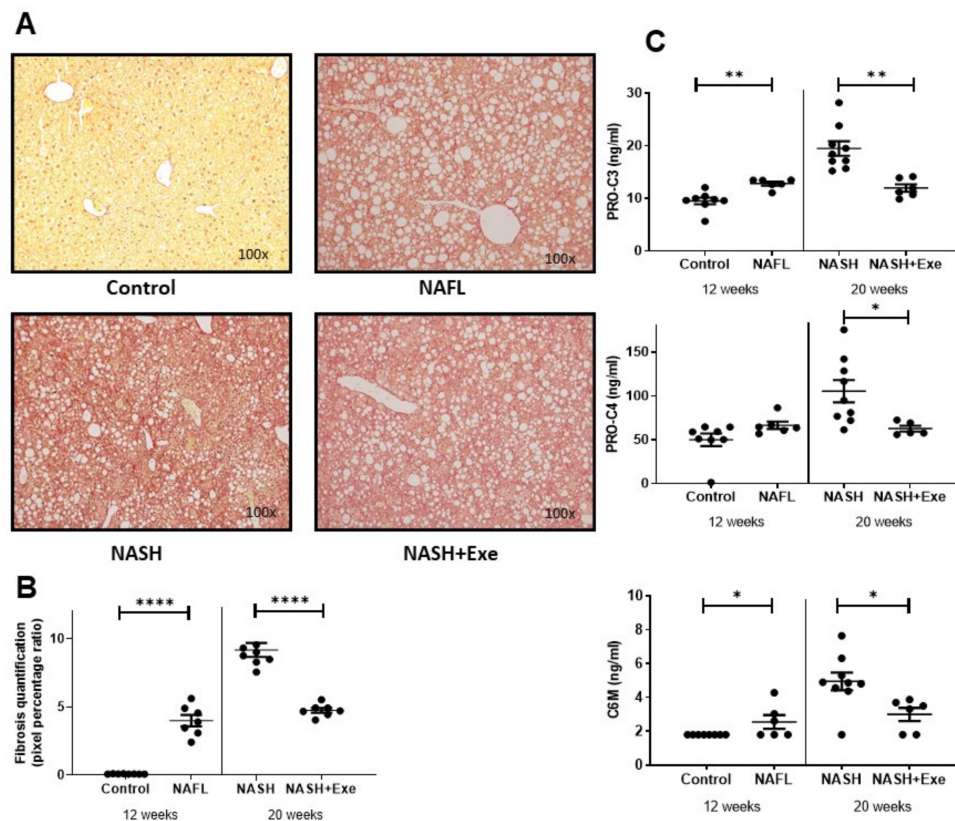 A
100x
100x
Control
NAFL
100x
100x
NASH
NASH+Exe
B
Fibrosis quantification
(pixel percentage ratio)
****
****
10
5
0
Control
NAFL
NASH
NASH+Exe
12 weeks
20 weeks
C
PRO-C3 (ng/ml)
**
**
30
20
10
0
Control
NAFL
NASH
NASH+Exe
12 weeks
20 weeks
PRO-C4 (ng/ml)
*
150
100
50
0
Control
NAFL
NASH
NASH+Exe
12 weeks
20 weeks
C6M (ng/ml)
*
*
10
8
6
4
2
0
Control
NAFL
NASH
NASH+Exe
12 weeks
20 weeks